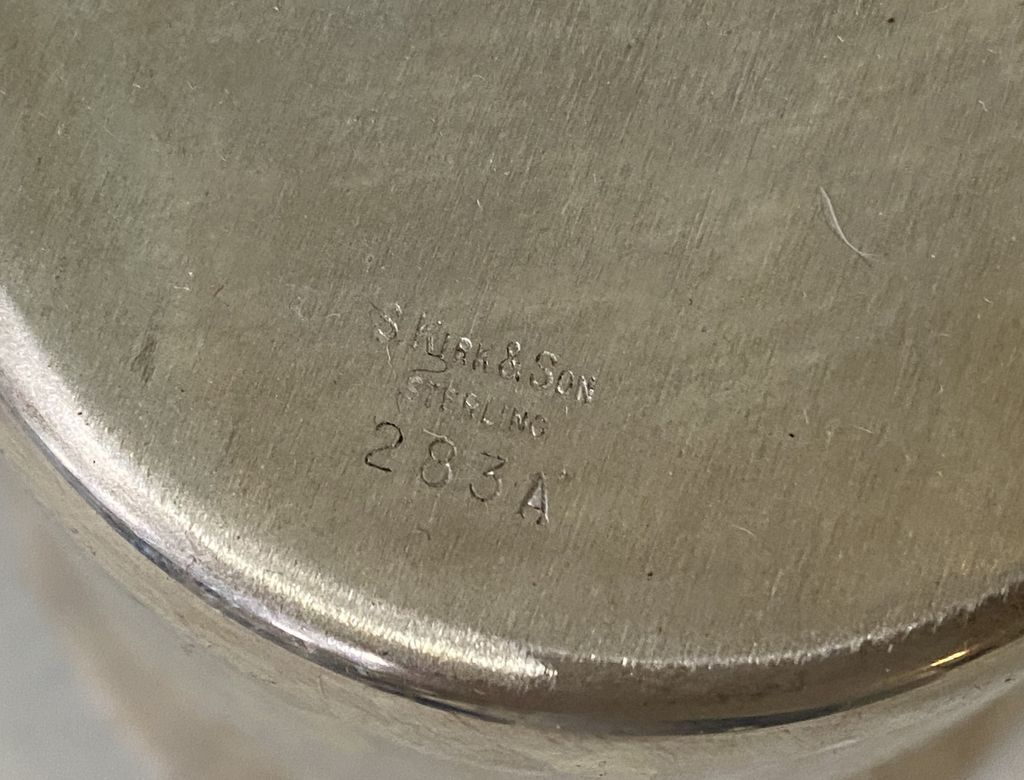 S. KIRK & SON
STERLING
283A